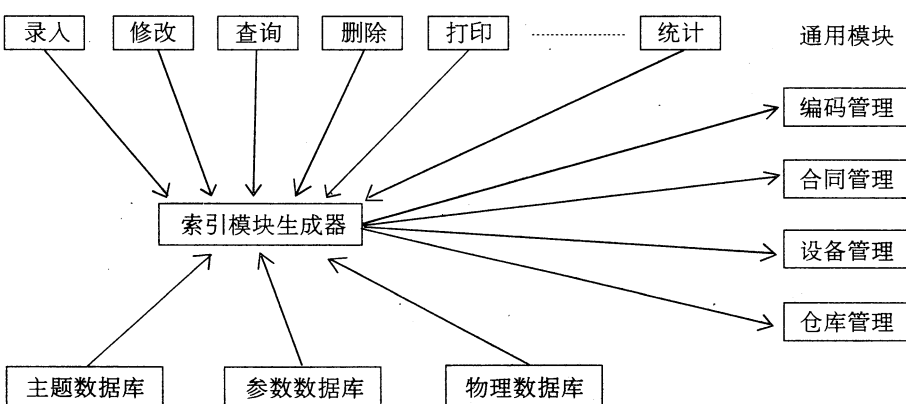 录入 修改 查询 删除 打印 统计 通用模块
编码管理
合同管理
索引模块生成器
设备管理
仓库管理
主题数据库 参数数据库 物理数据库